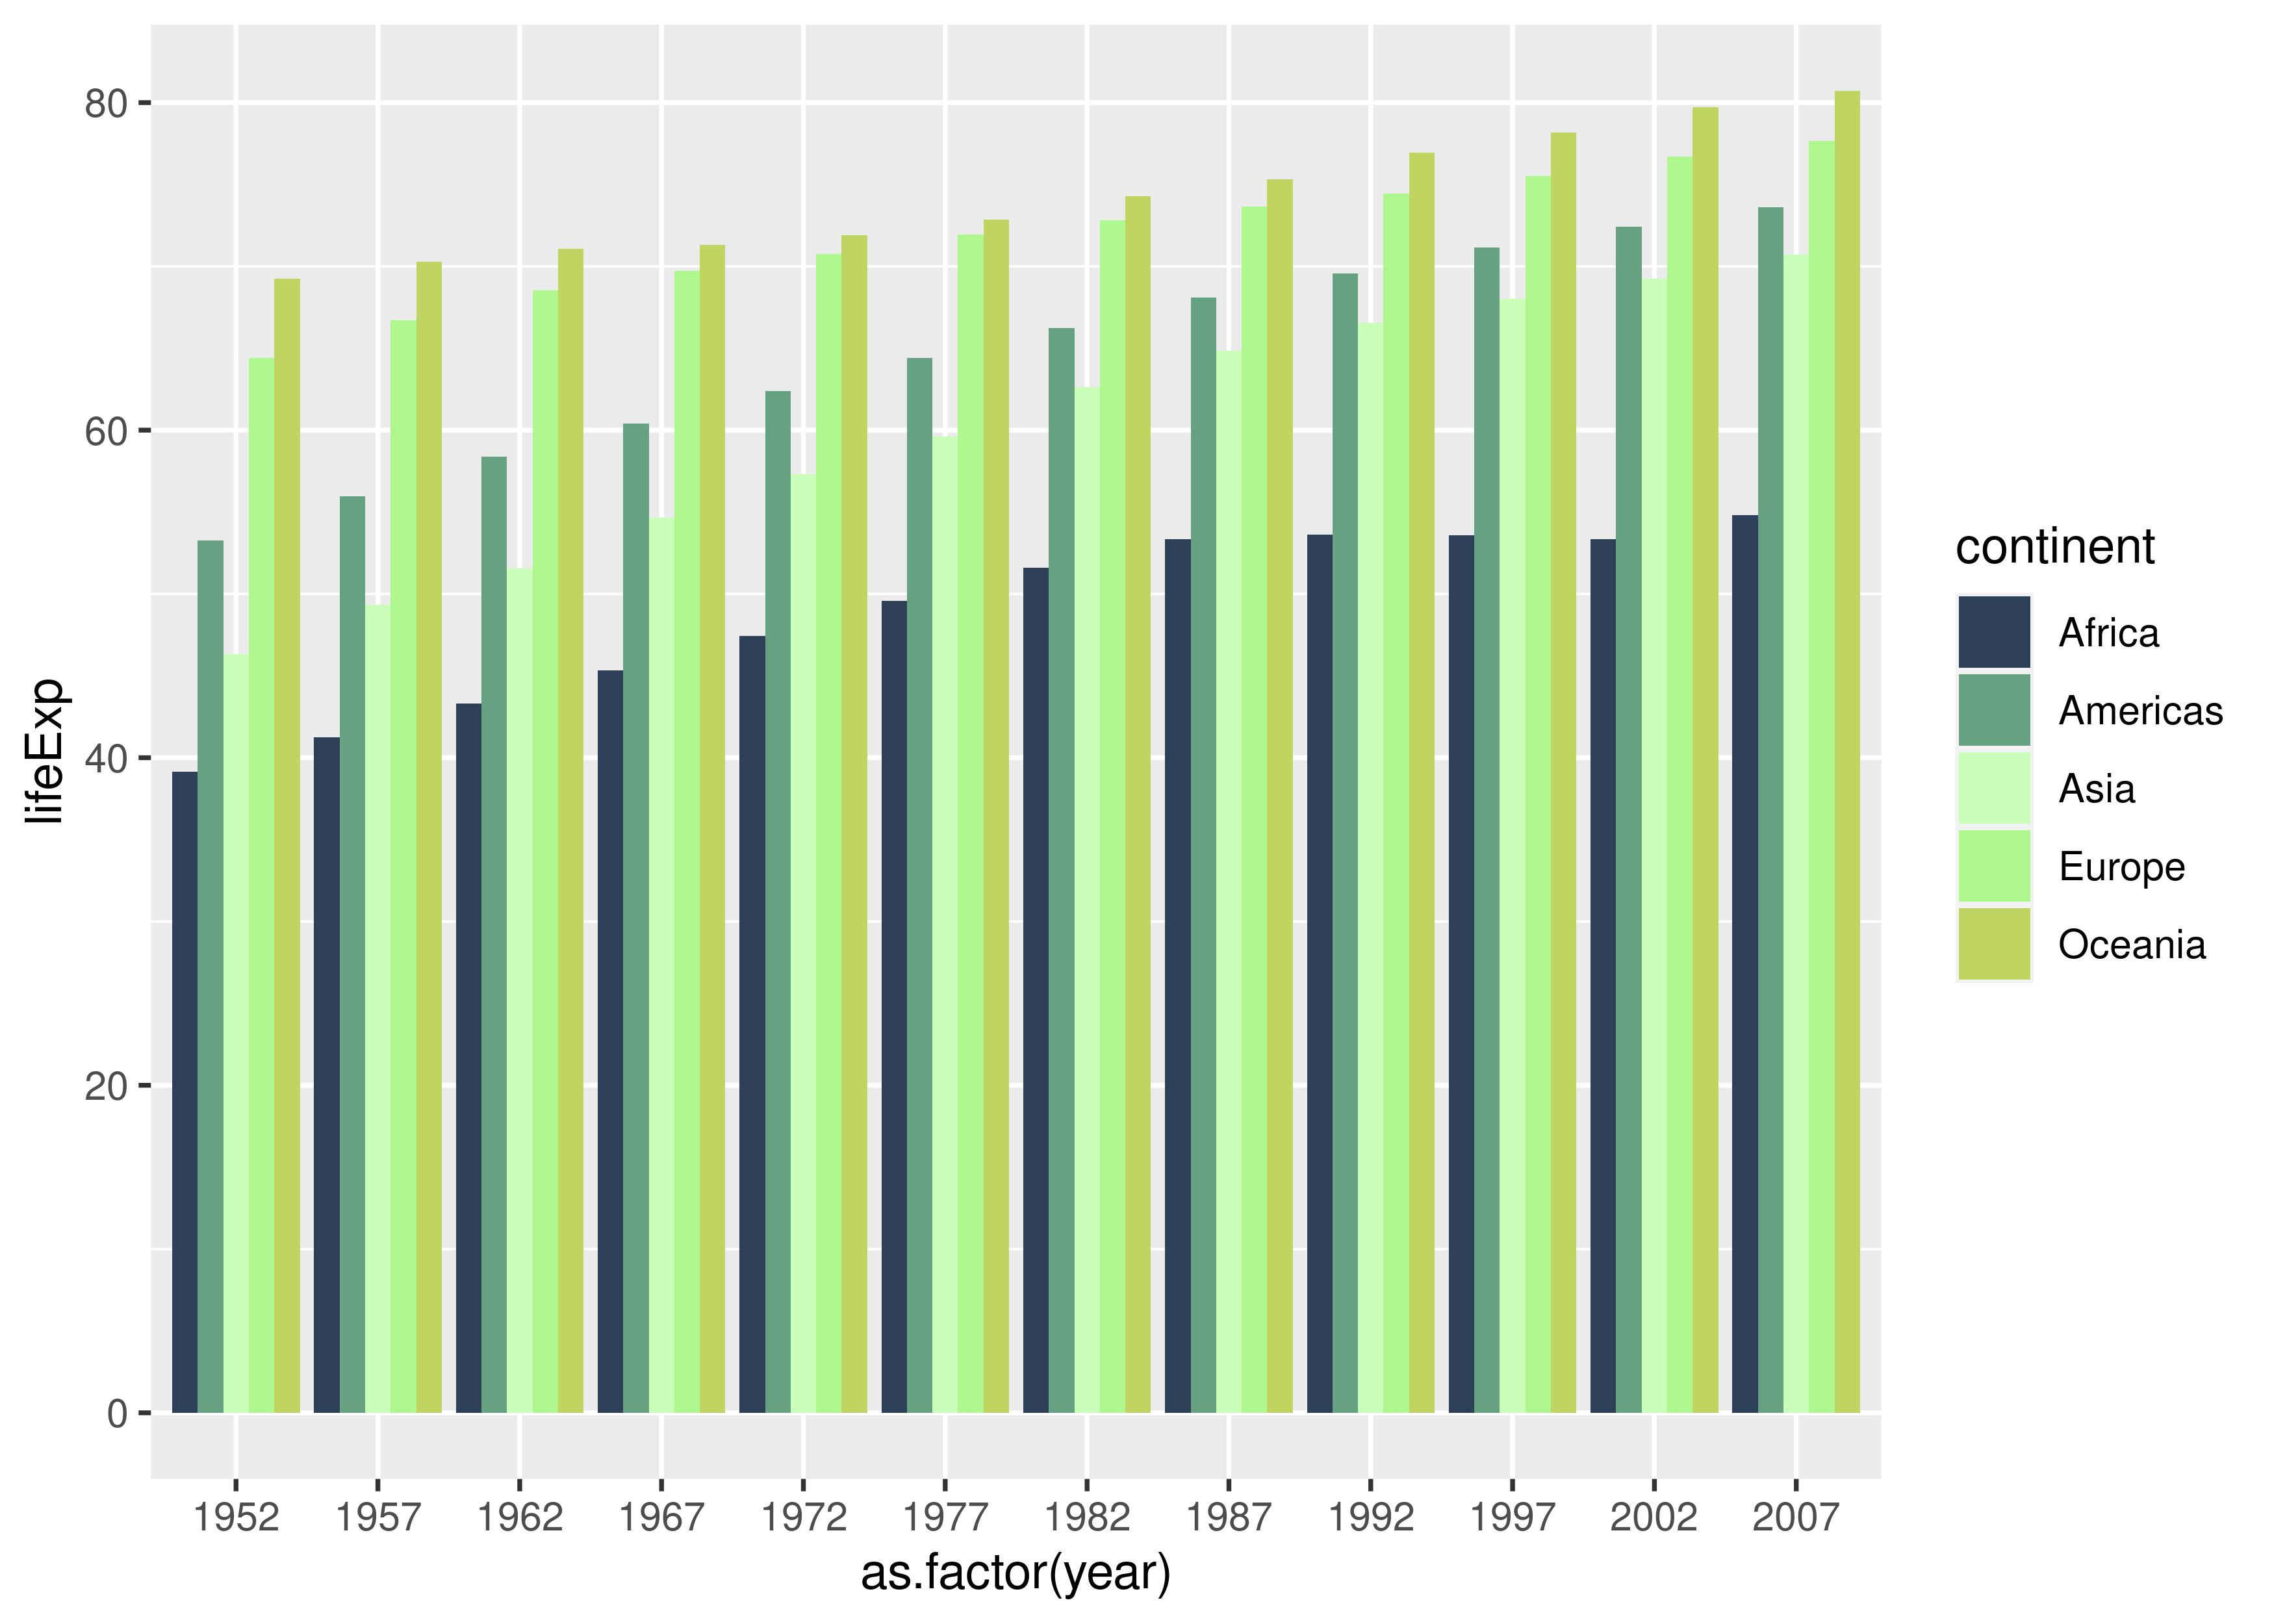 80
60
40
20
0
lifeExp
1952 1957 1962 1967 1972 1977 1982 1987 1992 1997 2002 2007
as.factor(year)
continent
Africa
Americas
Asia
Europe
Oceania